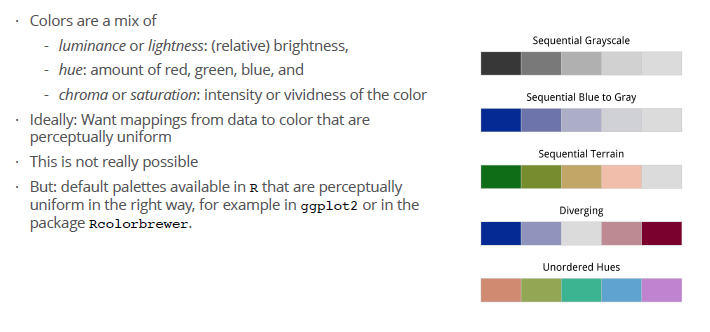 · Colors are a mix of
- luminance or lightness: (relative) brightness,
- hue: amount of red, green, blue, and
- chroma or saturation: intensity or vividness of the color
· Ideally: Want mappings from data to color that are
perceptually uniform
· This is not really possible
· But: default palettes available in R that are perceptually
uniform in the right way, for example in ggplot2 or in the
package Rcolorbrewer.
Sequential Grayscale
Sequential Blue to Gray
Sequential Terrain
Diverging
Unordered Hues